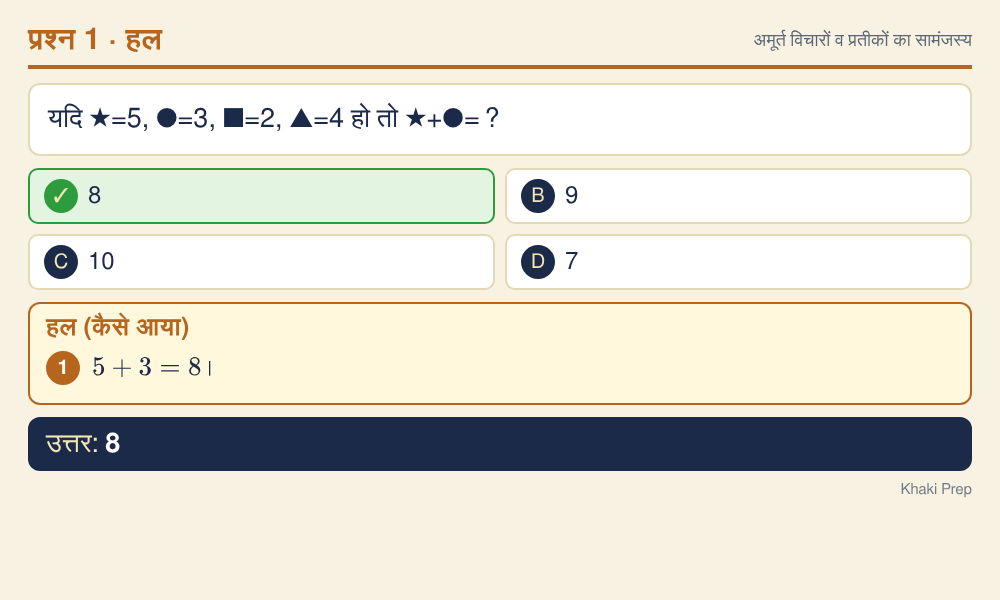 प्रश्न 1 · हल
अमूर्त विचारों व प्रतीकों का सामंजस्य
यदि ★=5, ●=3, ■=2, ▲=4 हो तो ★+●= ?
✓ 8
B 9
C 10
D 7
हल (कैसे आया)
1 5 + 3 = 8।
उत्तर: 8
Khaki Prep